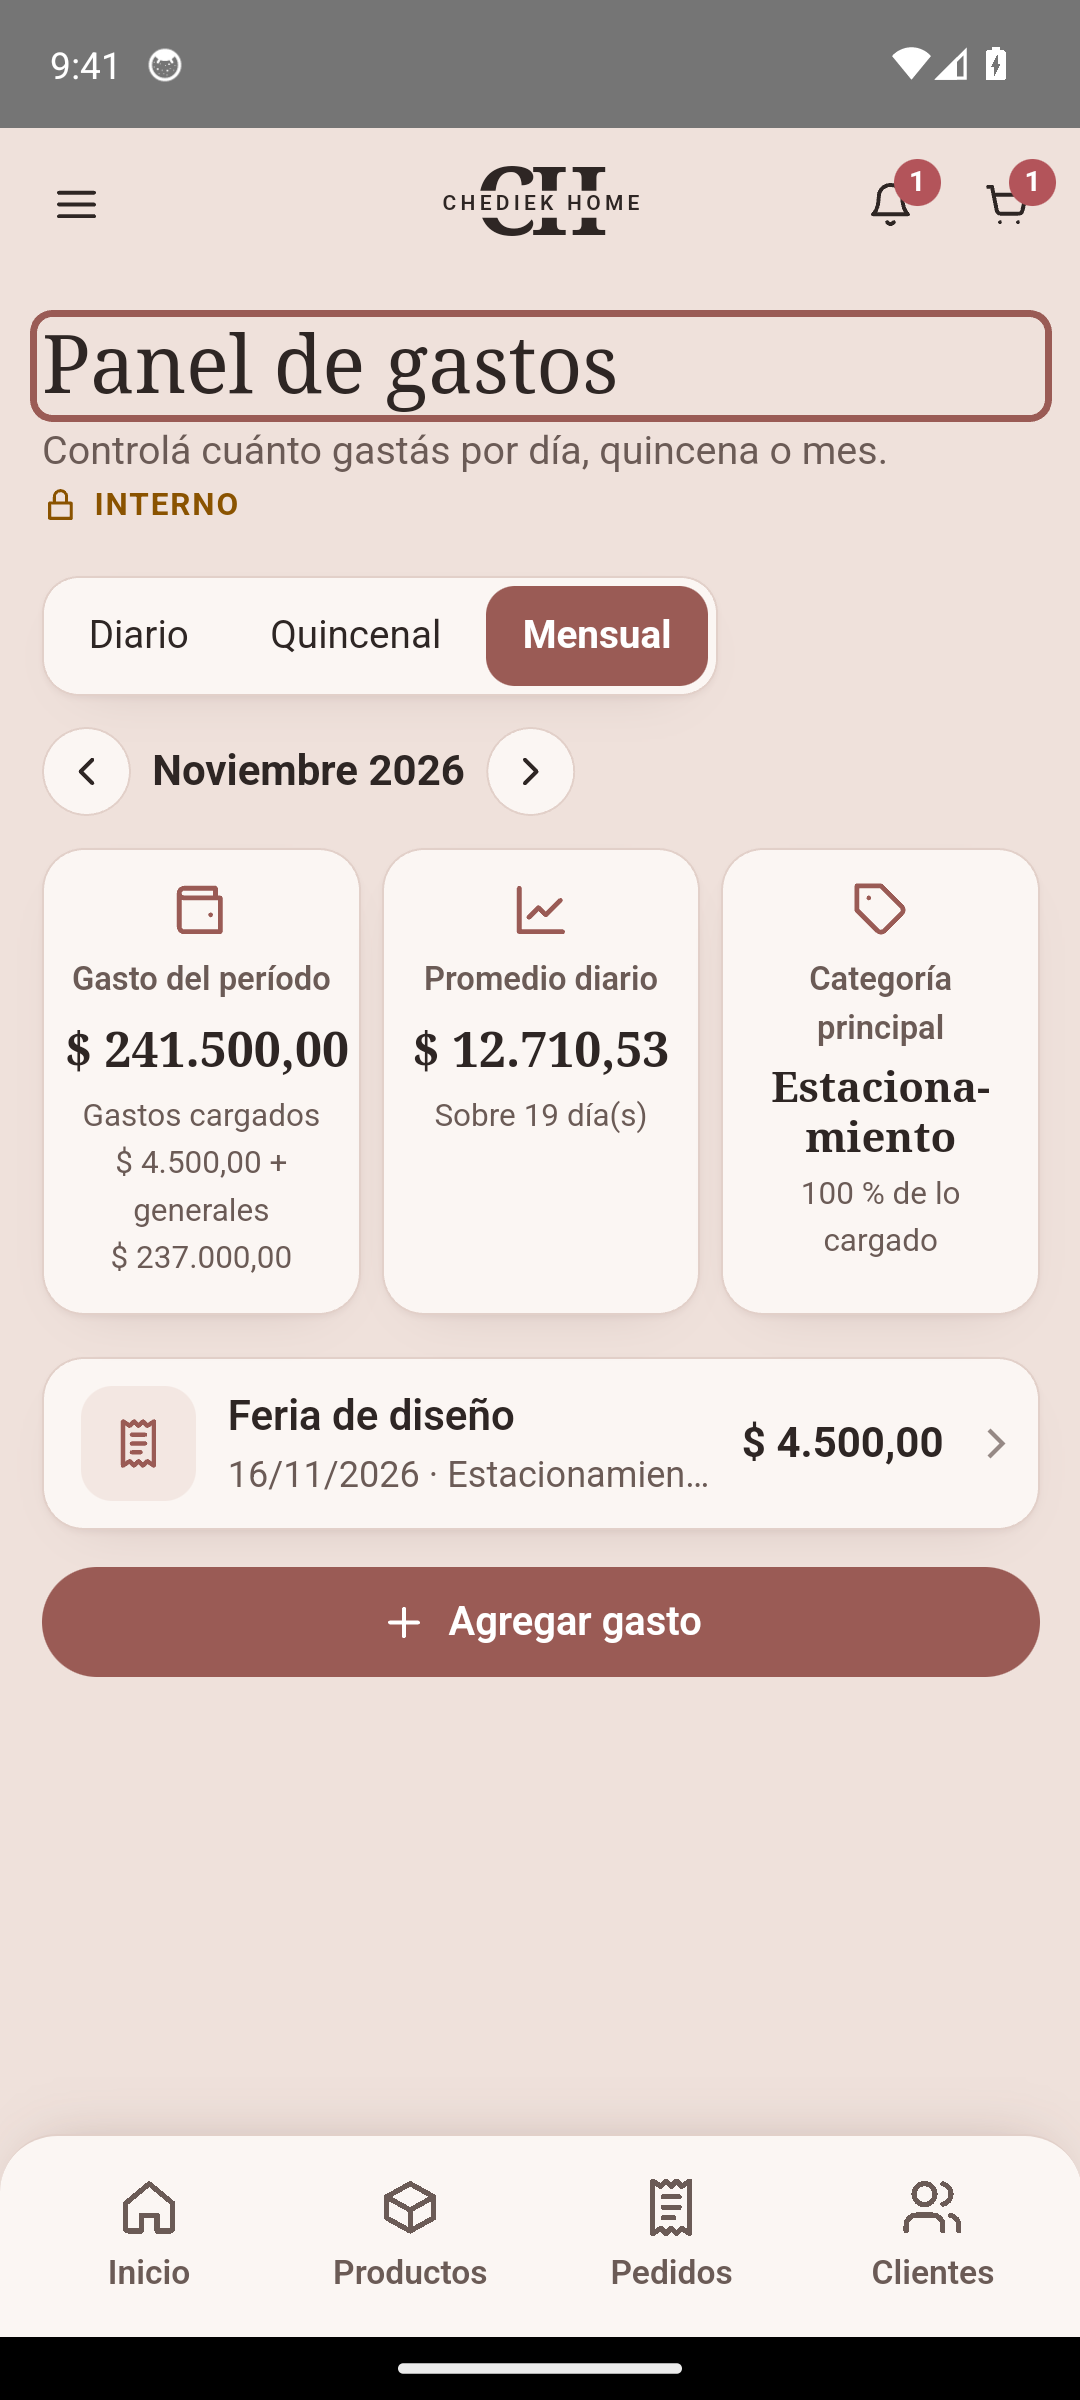 9:41
CH
CHEDIEK HOME
1
1
Panel de gastos
Controlá cuánto gastás por día, quincena o mes.
INTERNO
Diario Quincenal Mensual
Noviembre 2026
Gasto del período
$ 241.500,00
Gastos cargados
$ 4.500,00 +
generales
$ 237.000,00
Promedio diario
$ 12.710,53
Sobre 19 día(s)
Categoría
principal
Estaciona-
miento
100 % de lo
cargado
Feria de diseño
16/11/2026 · Estacionamien...
$ 4.500,00
Agregar gasto
Inicio Productos Pedidos Clientes